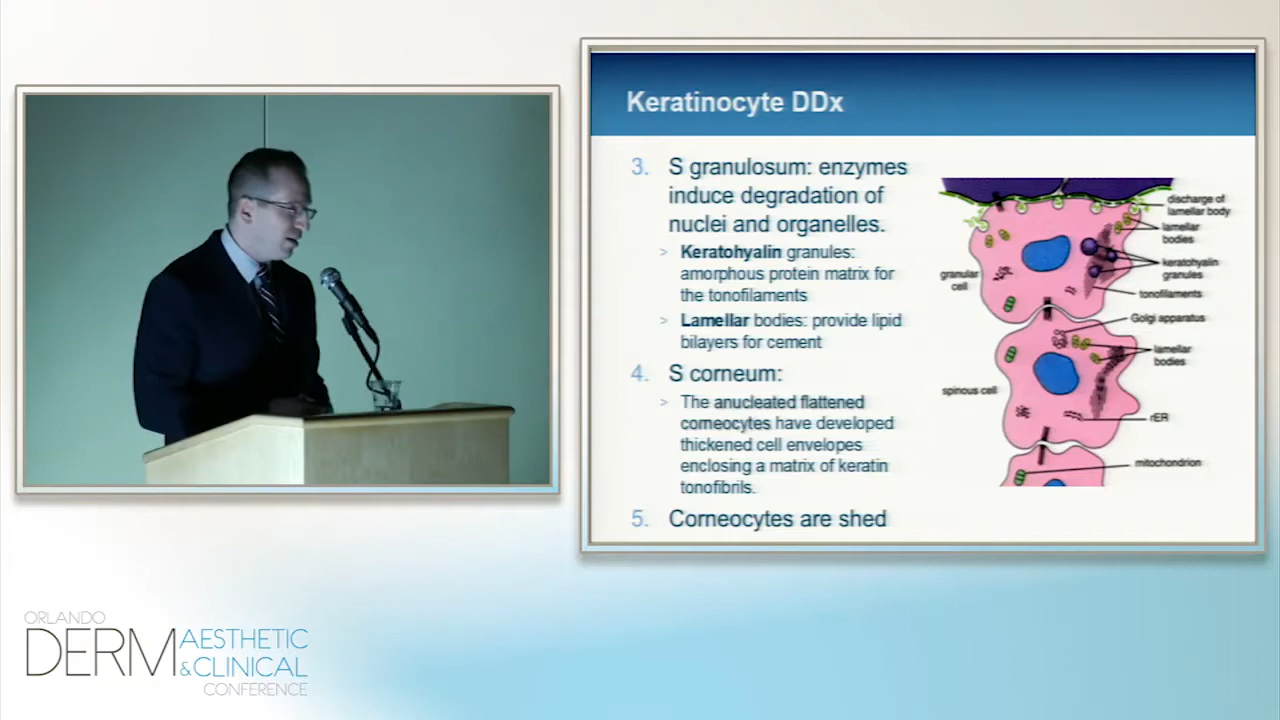 Keratinocyte DDx
3. S granulosum: enzymes
induce degradation of
nuclei and organelles.
> Keratohyalin granules:
amorphous protein matrix for
the tonofilaments
> Lamellar bodies: provide lipid
bilayers for cement
4. S corneum:
> The anucleated flattened
corneocytes have developed
thickened cell envelopes
enclosing a matrix of keratin
tonofibrils.
5. Corneocytes are shed
discharge of
lamellar body
lamellar
bodies
keratohyalin
granules
granular
cell
tonofilaments
Golgi apparatus
lamellar
bodies
spinous cell
rER
mitochondrion
ORLANDO
DERM AESTHETIC
& CLINICAL
CONFERENCE